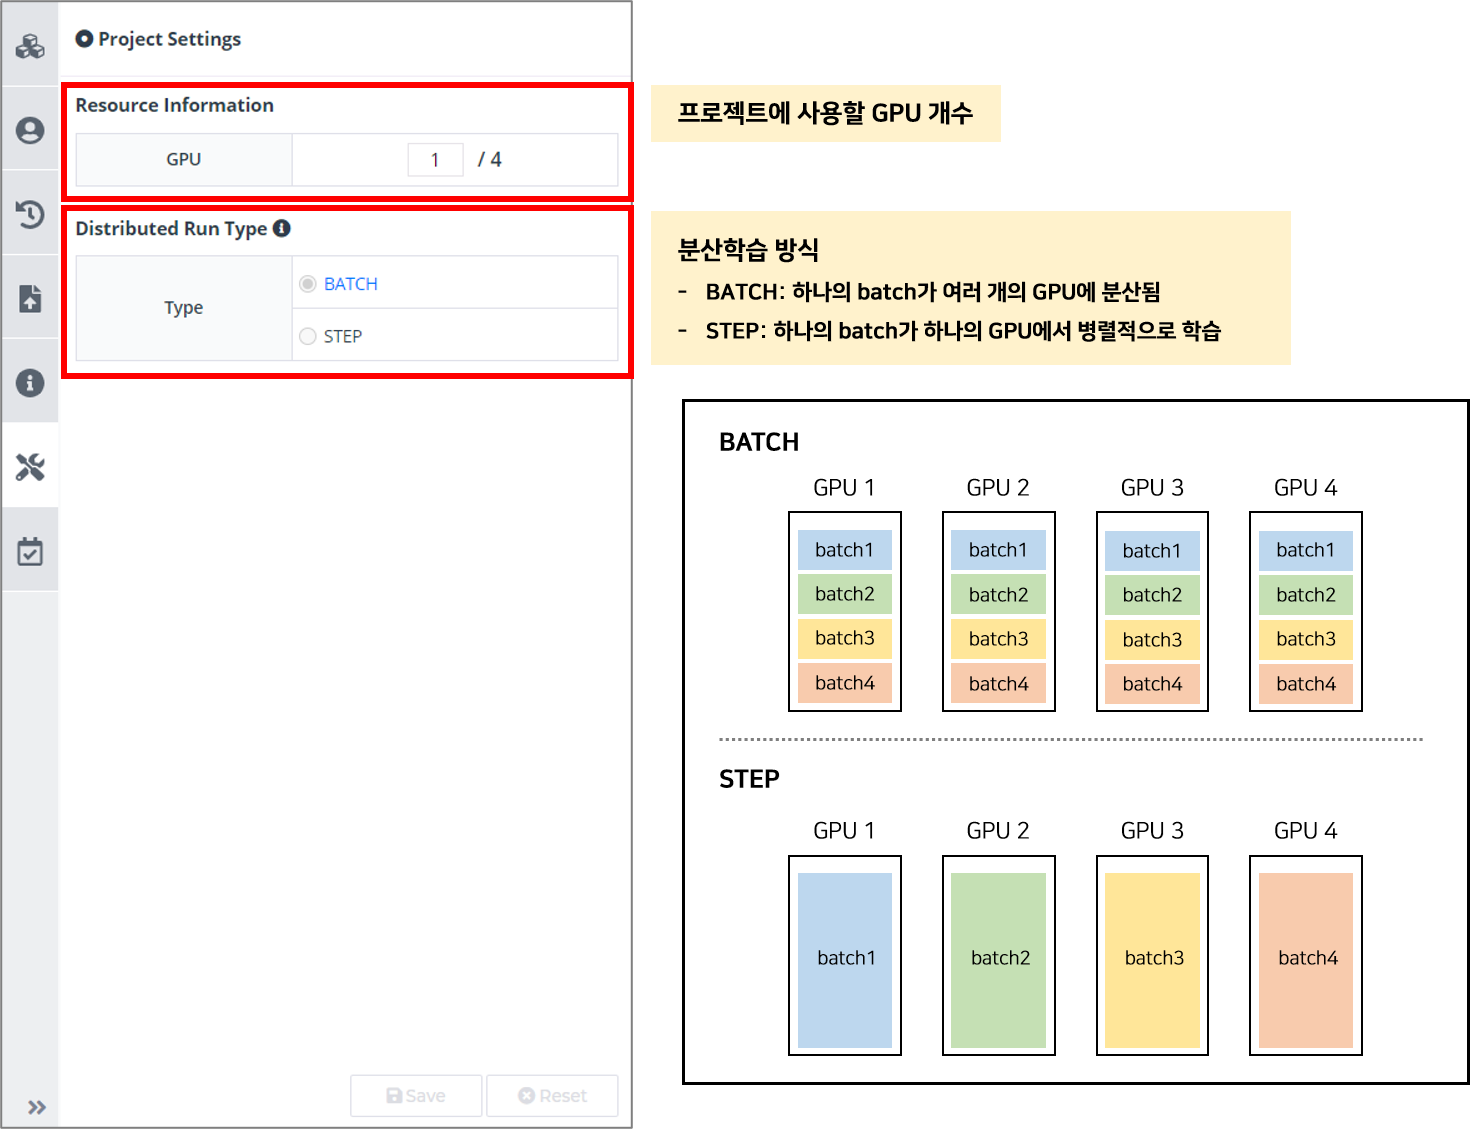 Project Settings
Resource Information
GPU
1 / 4
Distributed Run Type
Type
BATCH
STEP
Save
Reset
프로젝트에 사용할 GPU 개수
분산학습 방식
- BATCH: 하나의 batch가 여러 개의 GPU에 분산됨
- STEP: 하나의 batch가 하나의 GPU에서 병렬적으로 학습
BATCH
GPU 1 GPU 2 GPU 3 GPU 4
batch1 batch1 batch1 batch1
batch2 batch2 batch2 batch2
batch3 batch3 batch3 batch3
batch4 batch4 batch4 batch4
STEP
GPU 1 GPU 2 GPU 3 GPU 4
batch1 batch2 batch3 batch4